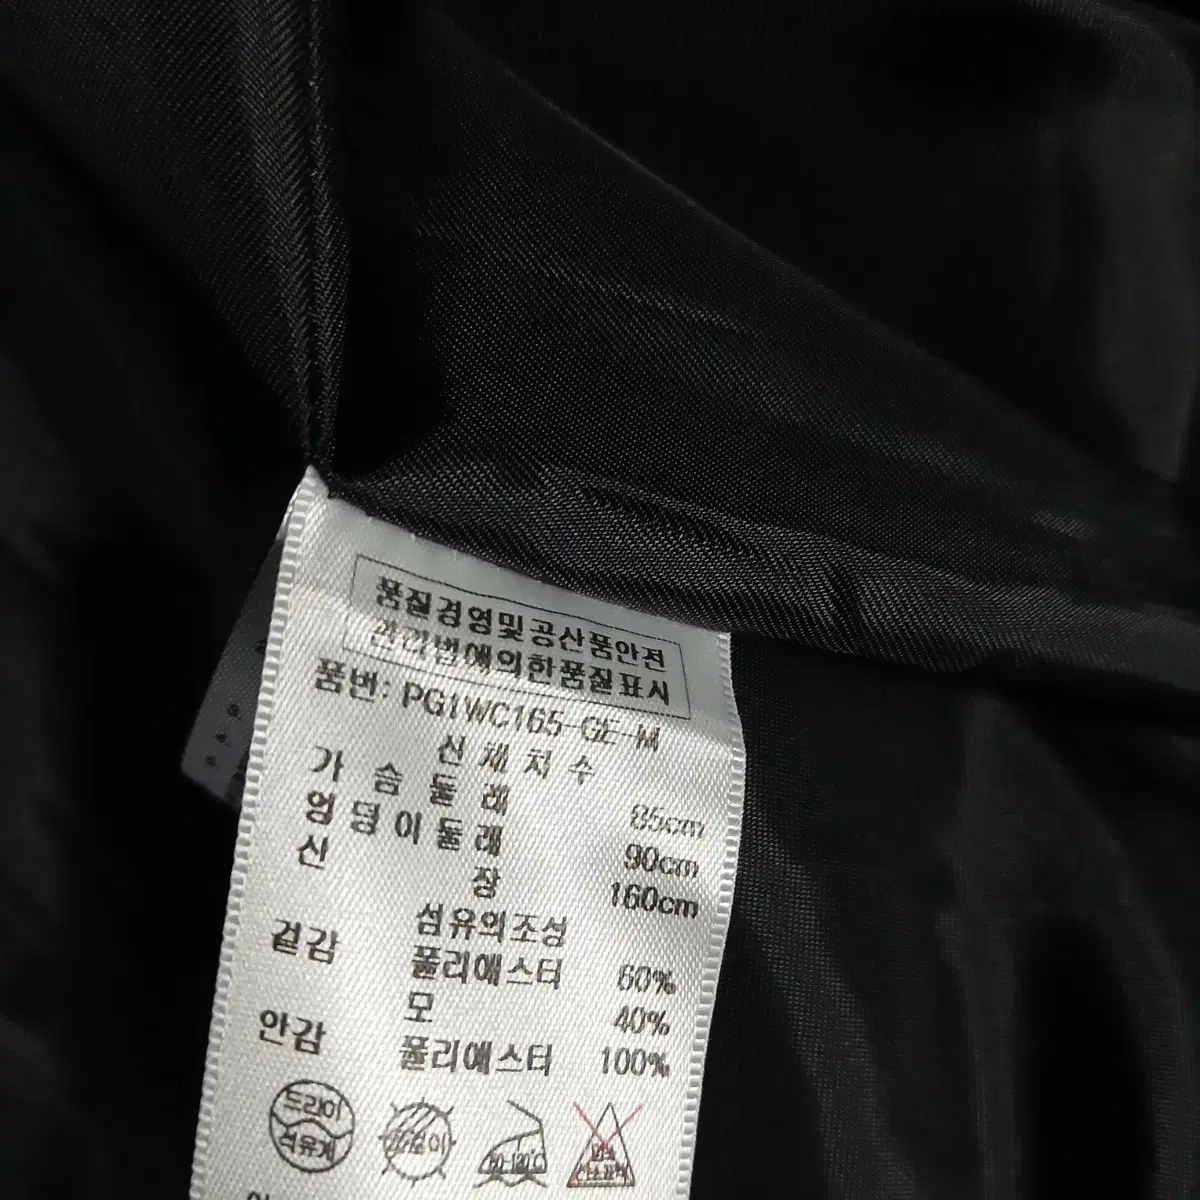 품질경영및공산품안전
관리법에의한품질표시
품번: PG1WC165-GE-M
신체치수
가슴둘레 85cm
엉덩이둘레 90cm
신장 160cm
섬유의조성
겉감 폴리에스터 60%
모 40%
안감 폴리에스터 100%
드라이
석유계